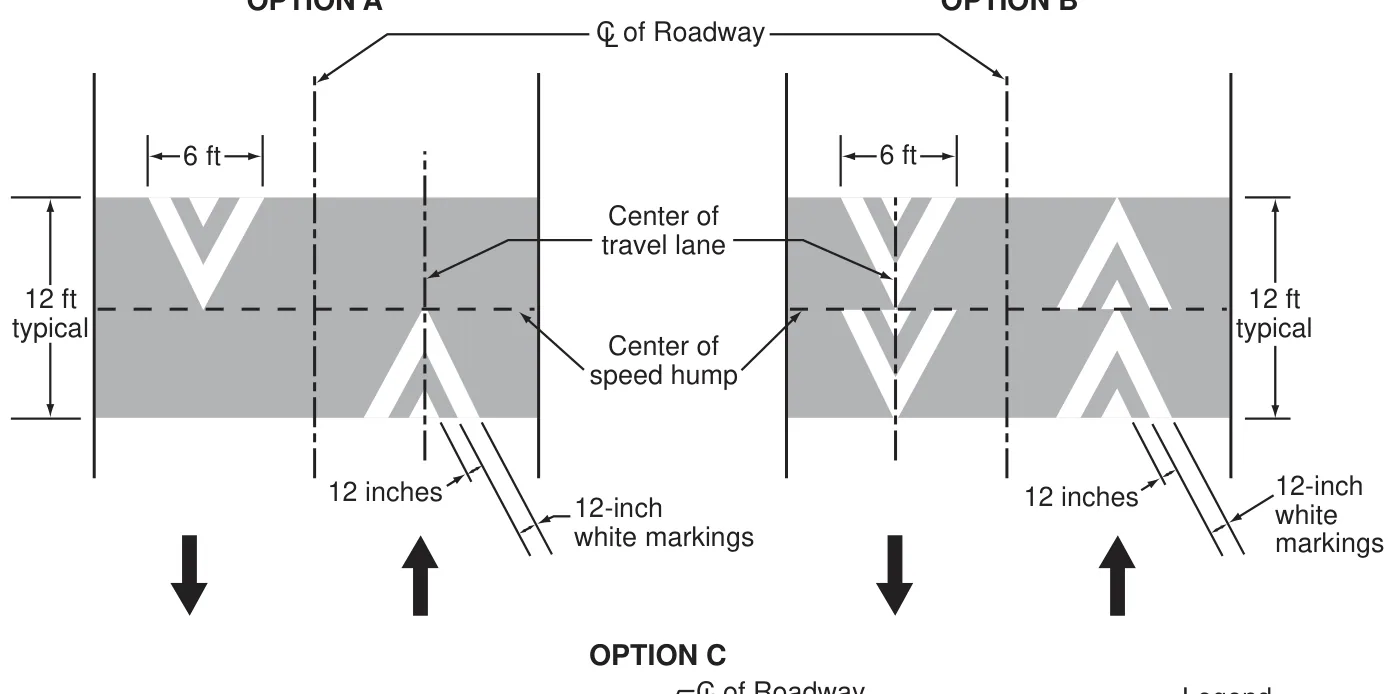 OPTION A
OPTION B
℄ of Roadway
6 ft
6 ft
Center of
travel lane
12 ft
typical
12 ft
typical
Center of
speed hump
12 inches
12-inch
white markings
12 inches
12-inch
white
markings
OPTION C
℄ of Roadway
Legend